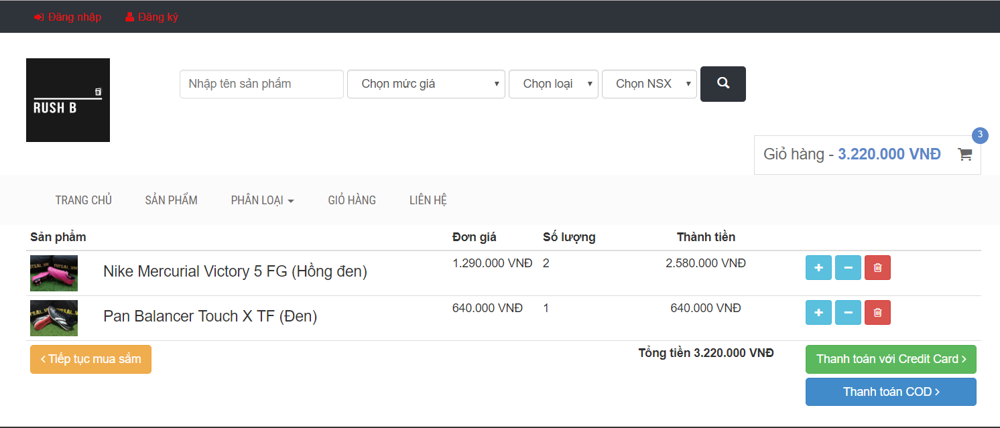 Đăng nhập Đăng ký
RUSH B
Nhập tên sản phẩm Chọn mức giá Chọn loại Chọn NSX
3
Giỏ hàng - 3.220.000 VNĐ
TRANG CHỦ SẢN PHẨM PHÂN LOẠI GIỎ HÀNG LIÊN HỆ
Sản phẩm Đơn giá Số lượng Thành tiền
Nike Mercurial Victory 5 FG (Hồng đen) 1.290.000 VNĐ 2 2.580.000 VNĐ
Pan Balancer Touch X TF (Đen) 640.000 VNĐ 1 640.000 VNĐ
Tiếp tục mua sắm Tổng tiền 3.220.000 VNĐ Thanh toán với Credit Card
Thanh toán COD